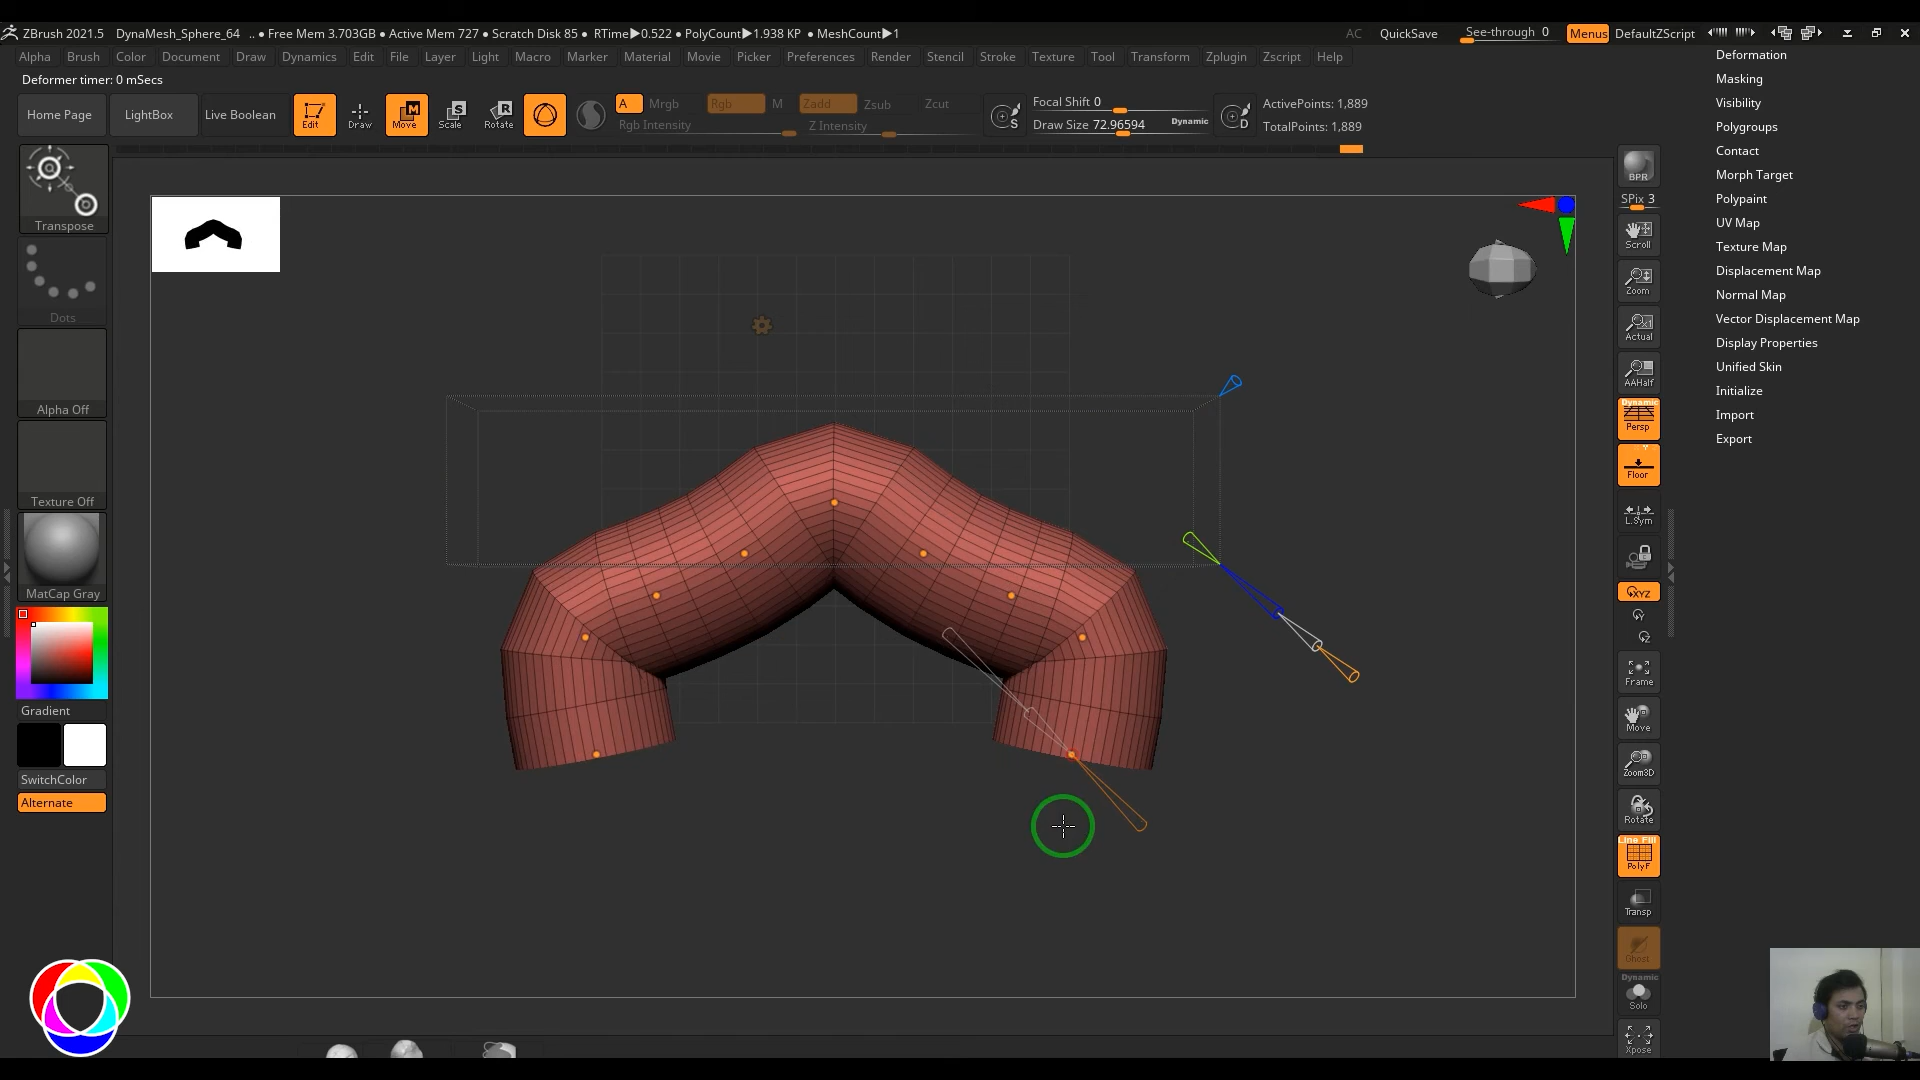 ZBrush 2021.5 DynaMesh_Sphere_64 .. ● Free Mem 3.703GB ● Active Mem 727 ● Scratch Disk 85 ● RTime▶0.522 ● PolyCount▶1.938 KP ● MeshCount▶1 AC QuickSave See-through 0 Menus DefaultZScript
Alpha Brush Color Document Draw Dynamics Edit File Layer Light Macro Marker Material Movie Picker Preferences Render Stencil Stroke Texture Tool Transform Zplugin Zscript Help
Deformer timer: 0 mSecs
Home Page LightBox Live Boolean Edit Draw Move Scale Rotate
A Mrgb Rgb M Zadd Zsub Zcut
Rgb Intensity Z Intensity
S Focal Shift 0
Draw Size 72.96594 Dynamic
D ActivePoints: 1,889
TotalPoints: 1,889
Transpose
Dots
Alpha Off
Texture Off
MatCap Gray
Gradient
SwitchColor
Alternate
BPR
SPix 3
Scroll
Zoom
Actual
AAHalf
Dynamic
Persp
Floor
L.Sym
XYZ
Y
Z
Frame
Move
Zoom3D
Rotate
Line Fill
PolyF
Transp
Ghost
Dynamic
Solo
Xpose
Deformation
Masking
Visibility
Polygroups
Contact
Morph Target
Polypaint
UV Map
Texture Map
Displacement Map
Normal Map
Vector Displacement Map
Display Properties
Unified Skin
Initialize
Import
Export